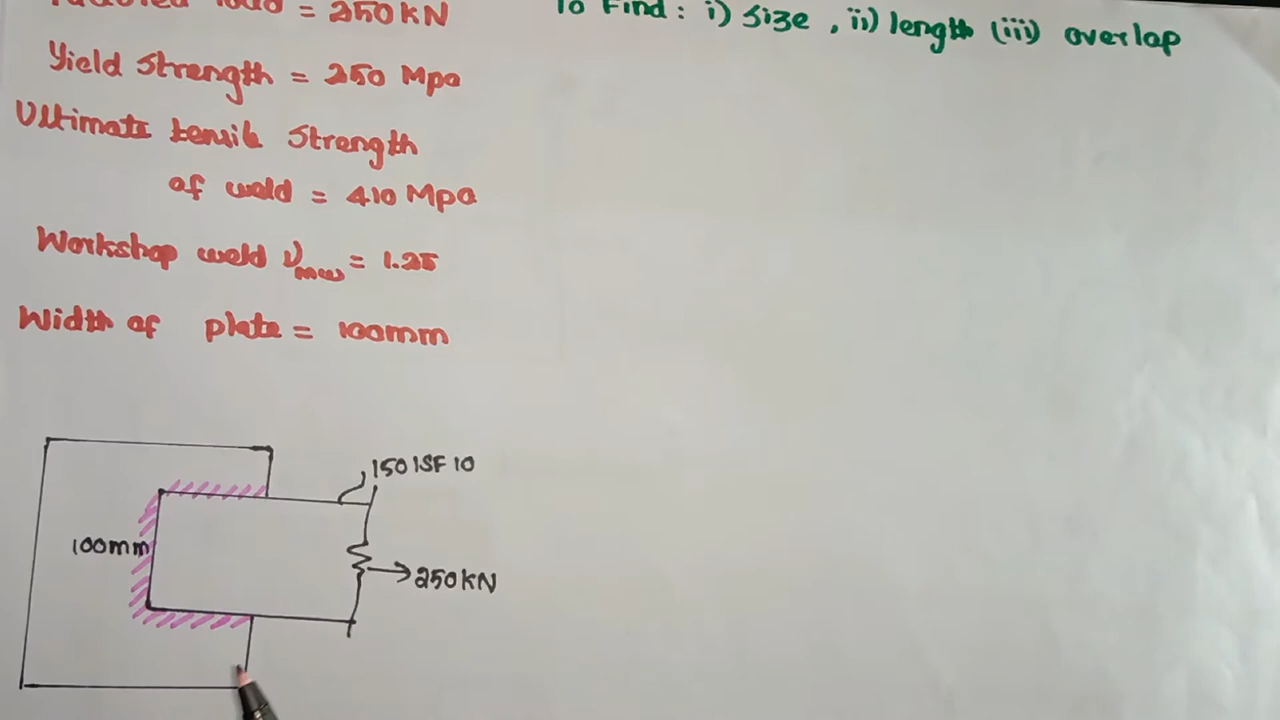 load = 250 KN
To Find : i) Size , ii) length (iii) overlap
Yield Strength = 250 Mpa
Ultimate tensile Strength
of weld = 410 Mpa
Workshop weld γmw = 1.25
Width of plate = 100mm
150 ISF 10
100mm
250KN